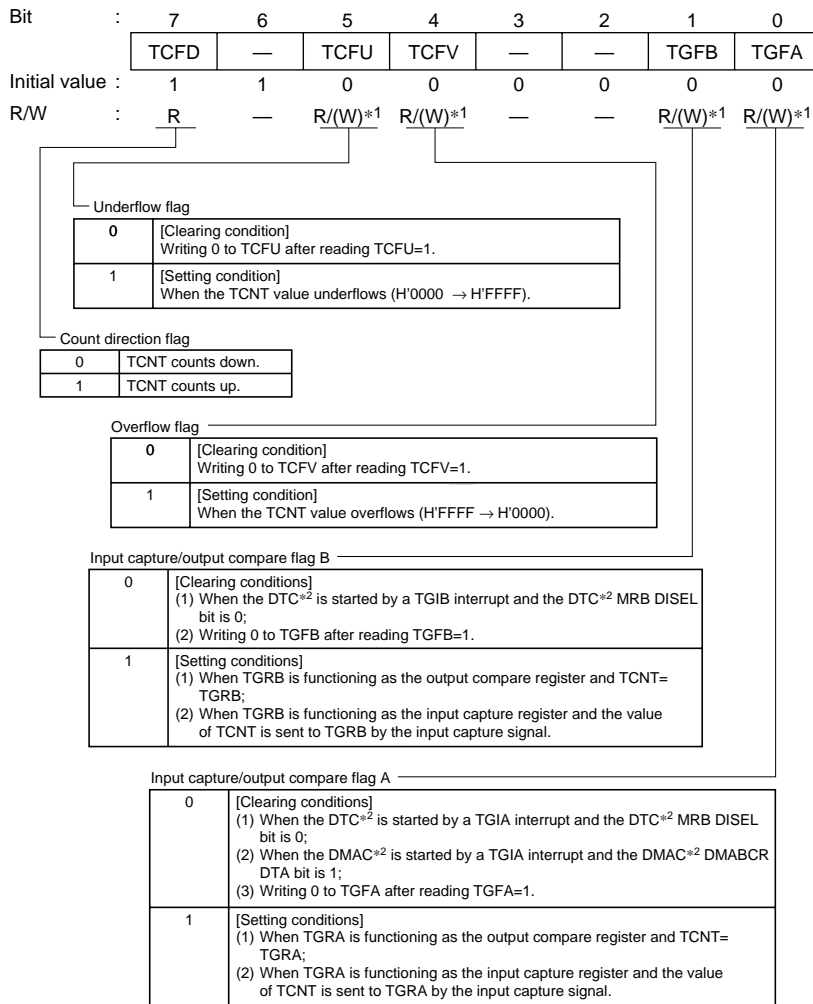 Bit : 7 6 5 4 3 2 1 0
TCFD — TCFU TCFV — — TGFB TGFA
Initial value : 1 1 0 0 0 0 0 0
R/W : R — R/(W)*1 R/(W)*1 — — R/(W)*1 R/(W)*1
Underflow flag
0 [Clearing condition]
Writing 0 to TCFU after reading TCFU=1.
1 [Setting condition]
When the TCNT value underflows (H'0000 → H'FFFF).
Count direction flag
0 TCNT counts down.
1 TCNT counts up.
Overflow flag
0 [Clearing condition]
Writing 0 to TCFV after reading TCFV=1.
1 [Setting condition]
When the TCNT value overflows (H'FFFF → H'0000).
Input capture/output compare flag B
0 [Clearing conditions]
(1) When the DTC*2 is started by a TGIB interrupt and the DTC*2 MRB DISEL
bit is 0;
(2) Writing 0 to TGFB after reading TGFB=1.
1 [Setting conditions]
(1) When TGRB is functioning as the output compare register and TCNT=
TGRB;
(2) When TGRB is functioning as the input capture register and the value
of TCNT is sent to TGRB by the input capture signal.
Input capture/output compare flag A
0 [Clearing conditions]
(1) When the DTC*2 is started by a TGIA interrupt and the DTC*2 MRB DISEL
bit is 0;
(2) When the DMAC*2 is started by a TGIA interrupt and the DMAC*2 DMABCR
DTA bit is 1;
(3) Writing 0 to TGFA after reading TGFA=1.
1 [Setting conditions]
(1) When TGRA is functioning as the output compare register and TCNT=
TGRA;
(2) When TGRA is functioning as the input capture register and the value
of TCNT is sent to TGRA by the input capture signal.